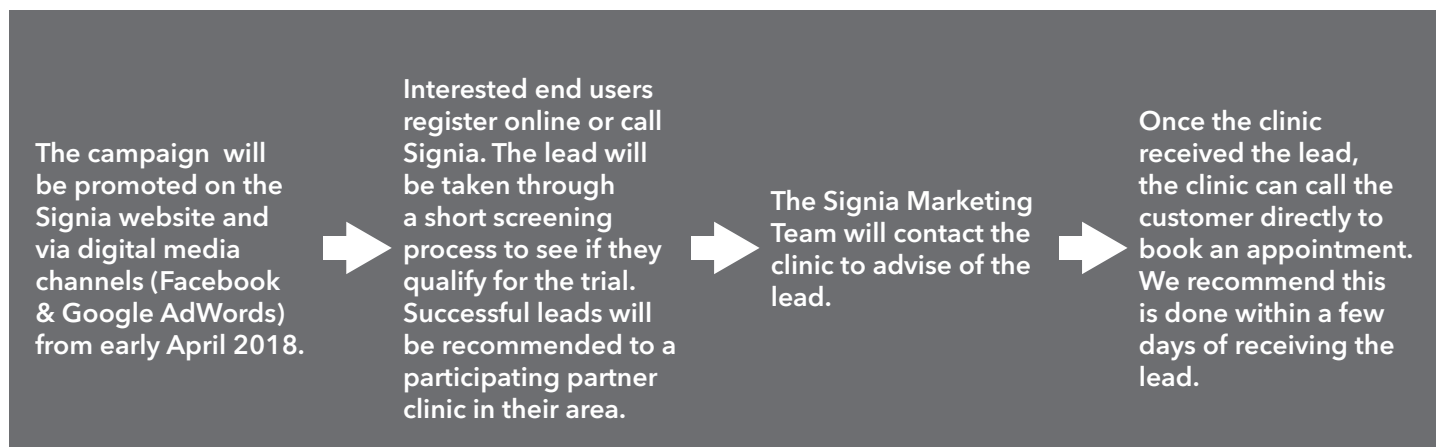 The campaign  will
be promoted on the
Signia website and
via digital media
channels (Facebook
& Google AdWords)
from early April 2018.
Interested end users
register online or call
Signia. The lead will
be taken through
a short screening
process to see if they
qualify for the trial.
Successful leads will
be recommended to a
participating partner
clinic in their area.
The Signia Marketing
Team will contact the
clinic to advise of the
lead.
Once the clinic
received the lead,
the clinic can call the
customer directly to
book an appointment.
We recommend this
is done within a few
days of receiving the
lead.